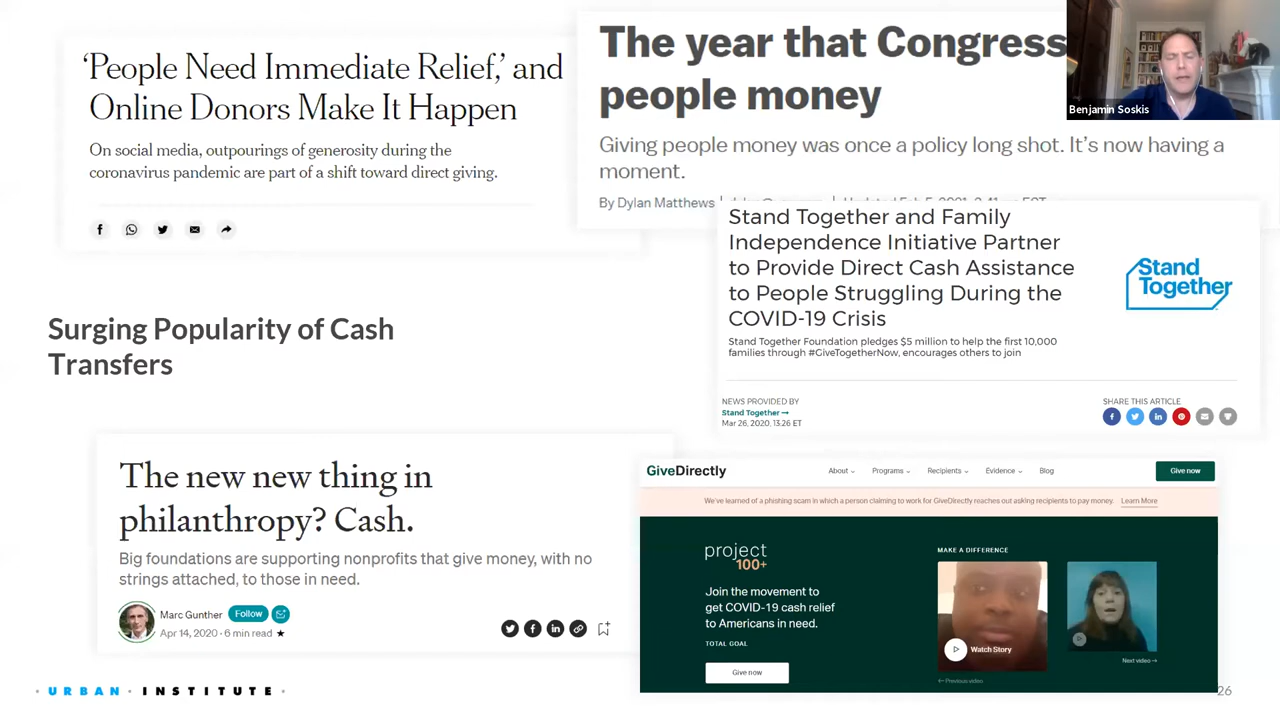 'People Need Immediate Relief,' and
Online Donors Make It Happen
On social media, outpourings of generosity during the
coronavirus pandemic are part of a shift toward direct giving.
The year that Congress
people money
Giving people money was once a policy long shot. It's now having a
moment.
By Dylan Matthews
Benjamin Soskis
Stand Together and Family
Independence Initiative Partner
to Provide Direct Cash Assistance
to People Struggling During the
COVID-19 Crisis
Stand Together Foundation pledges $5 million to help the first 10,000
families through #GiveTogetherNow, encourages others to join
Stand
Together
NEWS PROVIDED BY
Stand Together →
Mar 26, 2020, 13:26 ET
SHARE THIS ARTICLE
Surging Popularity of Cash
Transfers
The new new thing in
philanthropy? Cash.
Big foundations are supporting nonprofits that give money, with no
strings attached, to those in need.
Marc Gunther Follow
Apr 14, 2020 · 6 min read ★
GiveDirectly About Programs Recipients Evidence Blog Give now
We've learned of a phishing scam in which a person claiming to work for GiveDirectly reaches out asking recipients to pay money. Learn More
project
100+
Join the movement to
get COVID-19 cash relief
to Americans in need.
TOTAL GOAL
Give now
MAKE A DIFFERENCE
Watch Story
Next video →
← Previous video
· URBAN · INSTITUTE ·
26